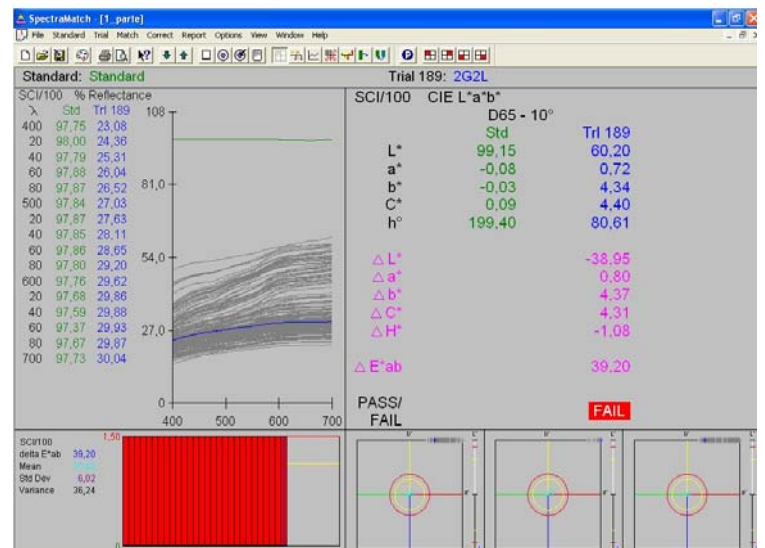 SpectraMatch - [1_parte]
File Standard Trial Match Correct Report Options View Window Help
Standard: Standard Trial 189: 2G2L
SCI/100 % Reflectance
λ Std Trl 189
400 97,75 23,08
20 98,00 24,36
40 97,79 25,31
60 97,88 26,04
80 97,87 26,52
500 97,84 27,03
20 97,87 27,63
40 97,85 28,11
60 97,86 28,65
80 97,80 29,20
600 97,76 29,62
20 97,68 29,86
40 97,59 29,88
60 97,37 29,93
80 97,67 29,87
700 97,73 30,04
108
81,0
54,0
27,0
0
400 500 600 700
SCI/100 CIE L*a*b*
D65 - 10°
Std Trl 189
L* 99,15 60,20
a* -0,08 0,72
b* -0,03 4,34
C* 0,09 4,40
h° 199,40 80,61
△ L* -38,95
△ a* 0,80
△ b* 4,37
△ C* 4,31
△ H* -1,08
△ E*ab 39,20
PASS/
FAIL FAIL
SCI/100
delta E*ab 39,20
Mean
Std Dev 6,02
Variance 36,24
1,50
0